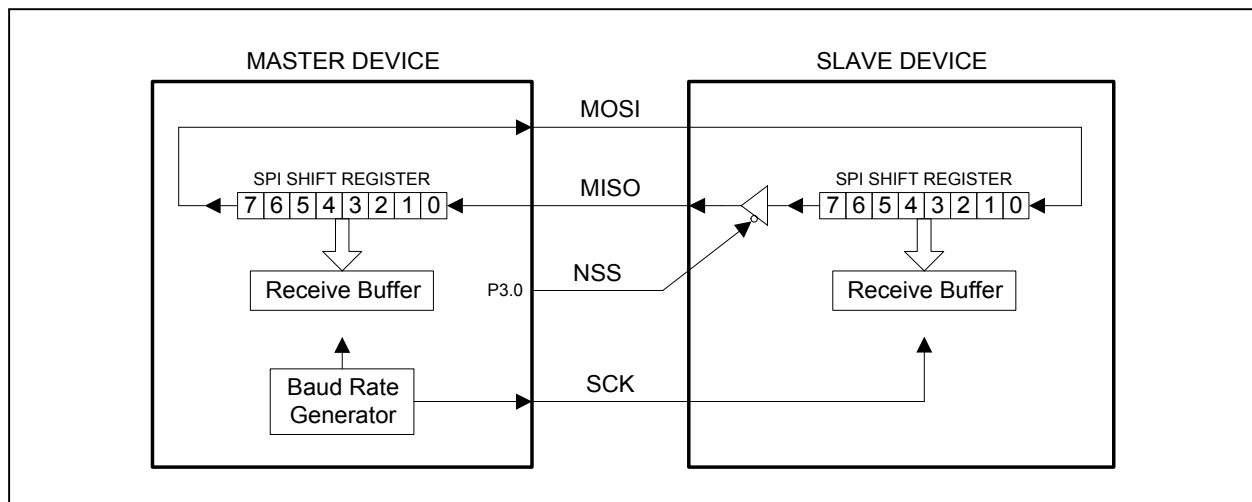 MASTER DEVICE
SLAVE DEVICE
MOSI
SPI SHIFT REGISTER
7 6 5 4 3 2 1 0
MISO
SPI SHIFT REGISTER
7 6 5 4 3 2 1 0
Receive Buffer
P3.0
NSS
Receive Buffer
Baud Rate
Generator
SCK